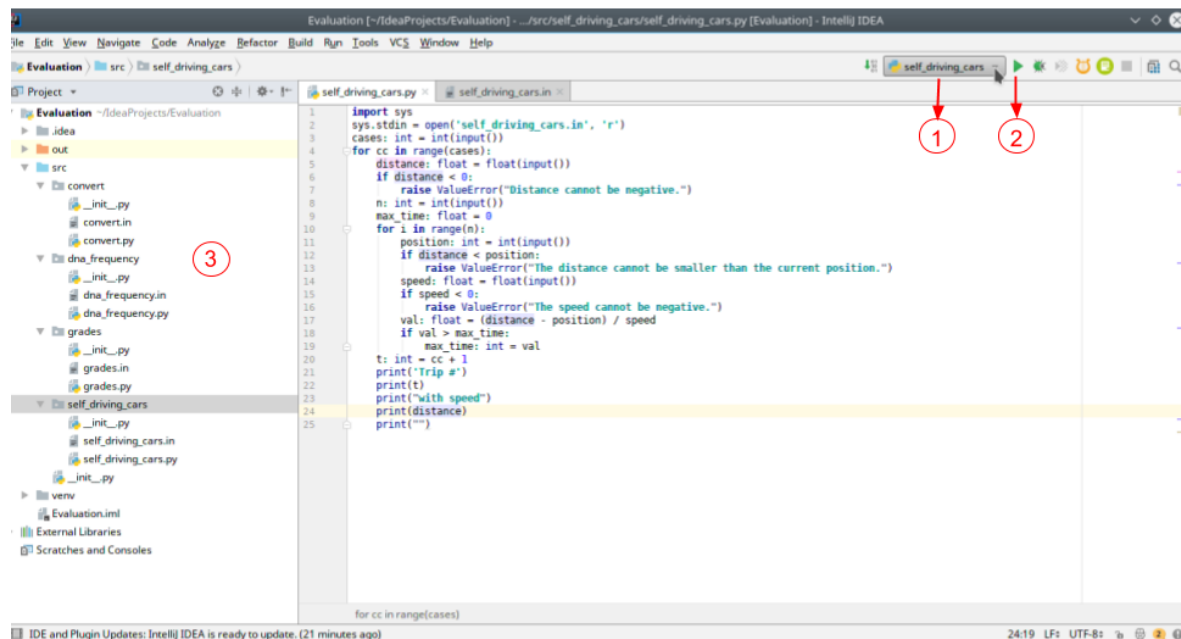 Evaluation [~/IdeaProjects/Evaluation] - .../src/self_driving_cars/self_driving_cars.py [Evaluation] - IntelliJ IDEA
ile Edit View Navigate Code Analyze Refactor Build Run Tools VCS Window Help
Evaluation src self_driving_cars
self_driving_cars
Project
self_driving_cars.py
self_driving_cars.in
1
2
3
Evaluation ~/IdeaProjects/Evaluation
.idea
out
src
convert
__init__.py
convert.in
convert.py
dna_frequency
__init__.py
dna_frequency.in
dna_frequency.py
grades
__init__.py
grades.in
grades.py
self_driving_cars
__init__.py
self_driving_cars.in
self_driving_cars.py
__init__.py
venv
Evaluation.iml
External Libraries
Scratches and Consoles
1 import sys
2 sys.stdin = open('self_driving_cars.in', 'r')
3 cases: int = int(input())
4 for cc in range(cases):
5 distance: float = float(input())
6 if distance < 0:
7 raise ValueError("Distance cannot be negative.")
8 n: int = int(input())
9 max_time: float = 0
10 for i in range(n):
11 position: int = int(input())
12 if distance < position:
13 raise ValueError("The distance cannot be smaller than the current position.")
14 speed: float = float(input())
15 if speed < 0:
16 raise ValueError("The speed cannot be negative.")
17 val: float = (distance - position) / speed
18 if val > max_time:
19 max_time: int = val
20 t: int = cc + 1
21 print('Trip #')
22 print(t)
23 print("with speed")
24 print(distance)
25 print("")
for cc in range(cases)
IDE and Plugin Updates: IntelliJ IDEA is ready to update. (21 minutes ago)
24:19 LF÷ UTF-8÷ 2